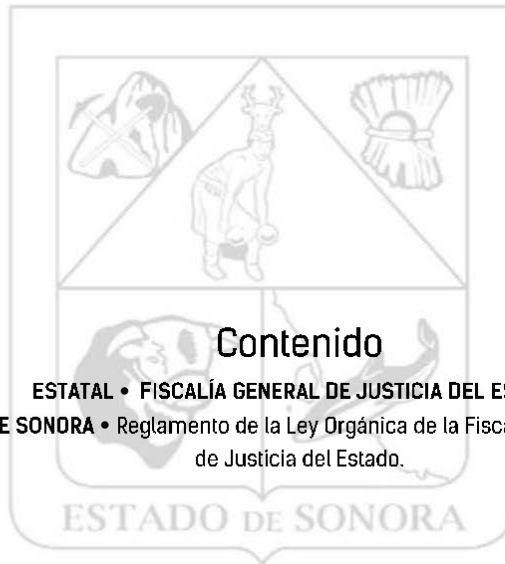 Contenido
ESTATAL • FISCALÍA GENERAL DE JUSTICIA DEL
SONORA • Reglamento de la Ley Orgánica de la
de Justicia del Estado.
ESTADO DE SONORA